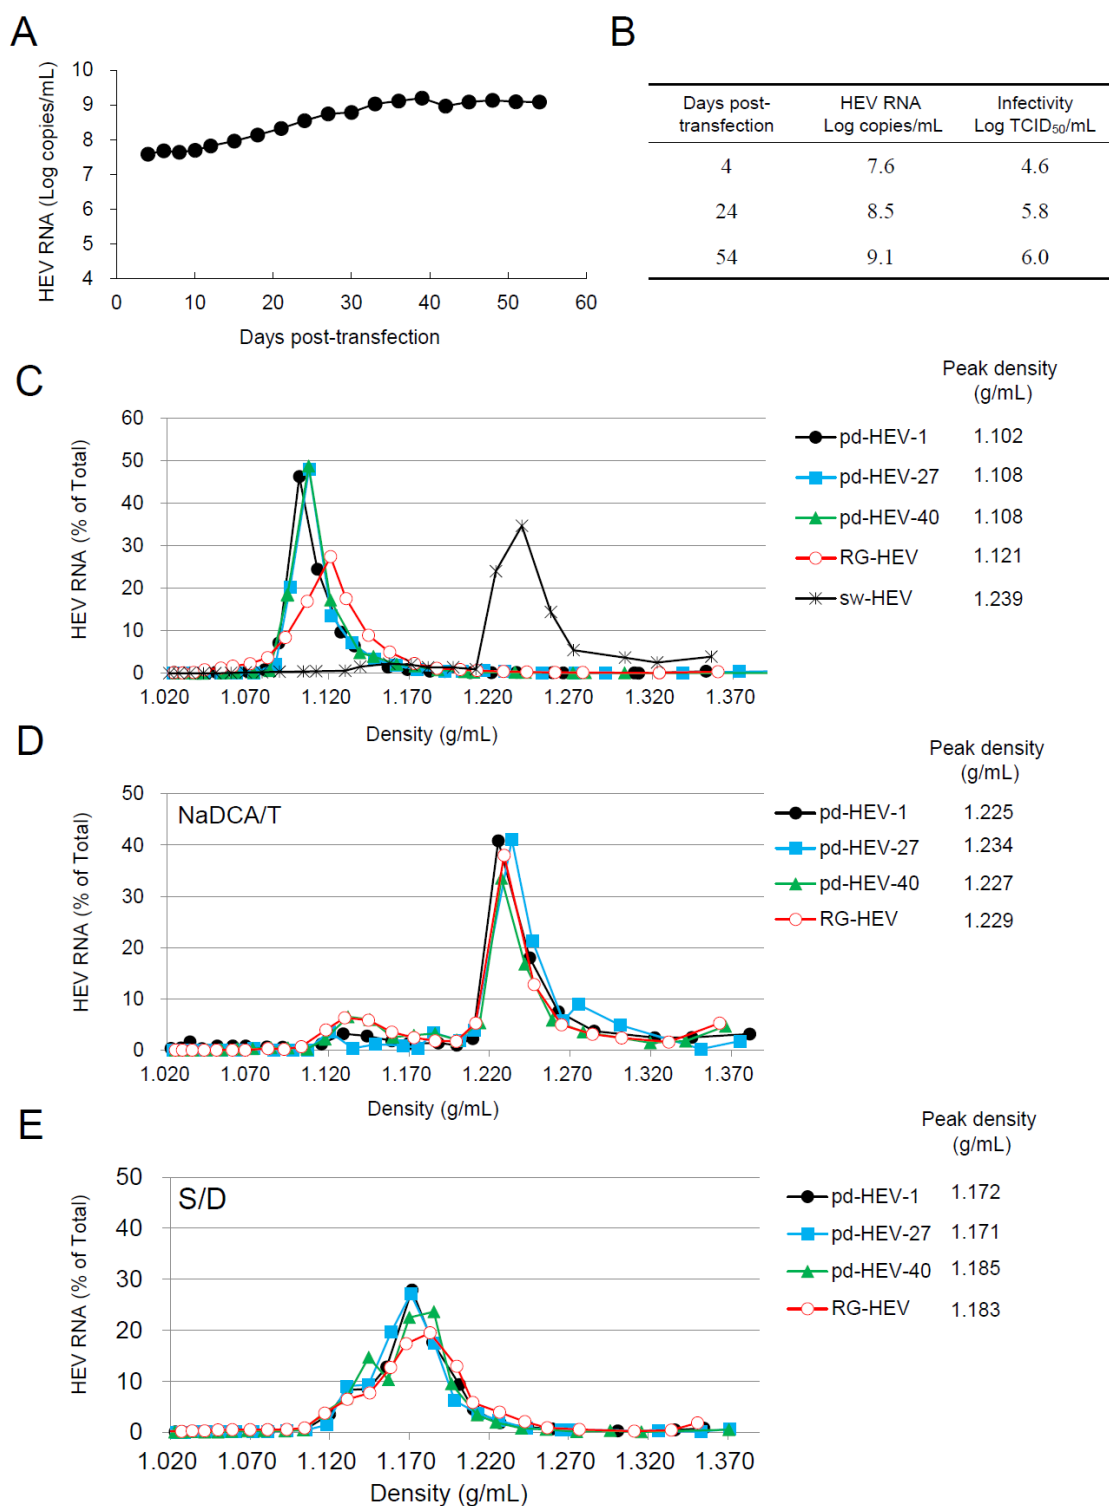 A
HEV RNA (Log copies/mL)
10
9
8
7
6
5
4
0 10 20 30 40 50 60
Days post-transfection
B
Days post-transfection HEV RNA Log copies/mL Infectivity Log TCID50/mL
4 7.6 4.6
24 8.5 5.8
54 9.1 6.0
C
HEV RNA (% of Total)
60
50
40
30
20
10
0
1.020 1.070 1.120 1.170 1.220 1.270 1.320 1.370
Density (g/mL)
Peak density
(g/mL)
pd-HEV-1 1.102
pd-HEV-27 1.108
pd-HEV-40 1.108
RG-HEV 1.121
sw-HEV 1.239
D
HEV RNA (% of Total)
50
40
30
20
10
0
NaDCA/T
1.020 1.070 1.120 1.170 1.220 1.270 1.320 1.370
Density (g/mL)
Peak density
(g/mL)
pd-HEV-1 1.225
pd-HEV-27 1.234
pd-HEV-40 1.227
RG-HEV 1.229
E
HEV RNA (% of Total)
50
40
30
20
10
0
S/D
1.020 1.070 1.120 1.170 1.220 1.270 1.320 1.370
Density (g/mL)
Peak density
(g/mL)
pd-HEV-1 1.172
pd-HEV-27 1.171
pd-HEV-40 1.185
RG-HEV 1.183